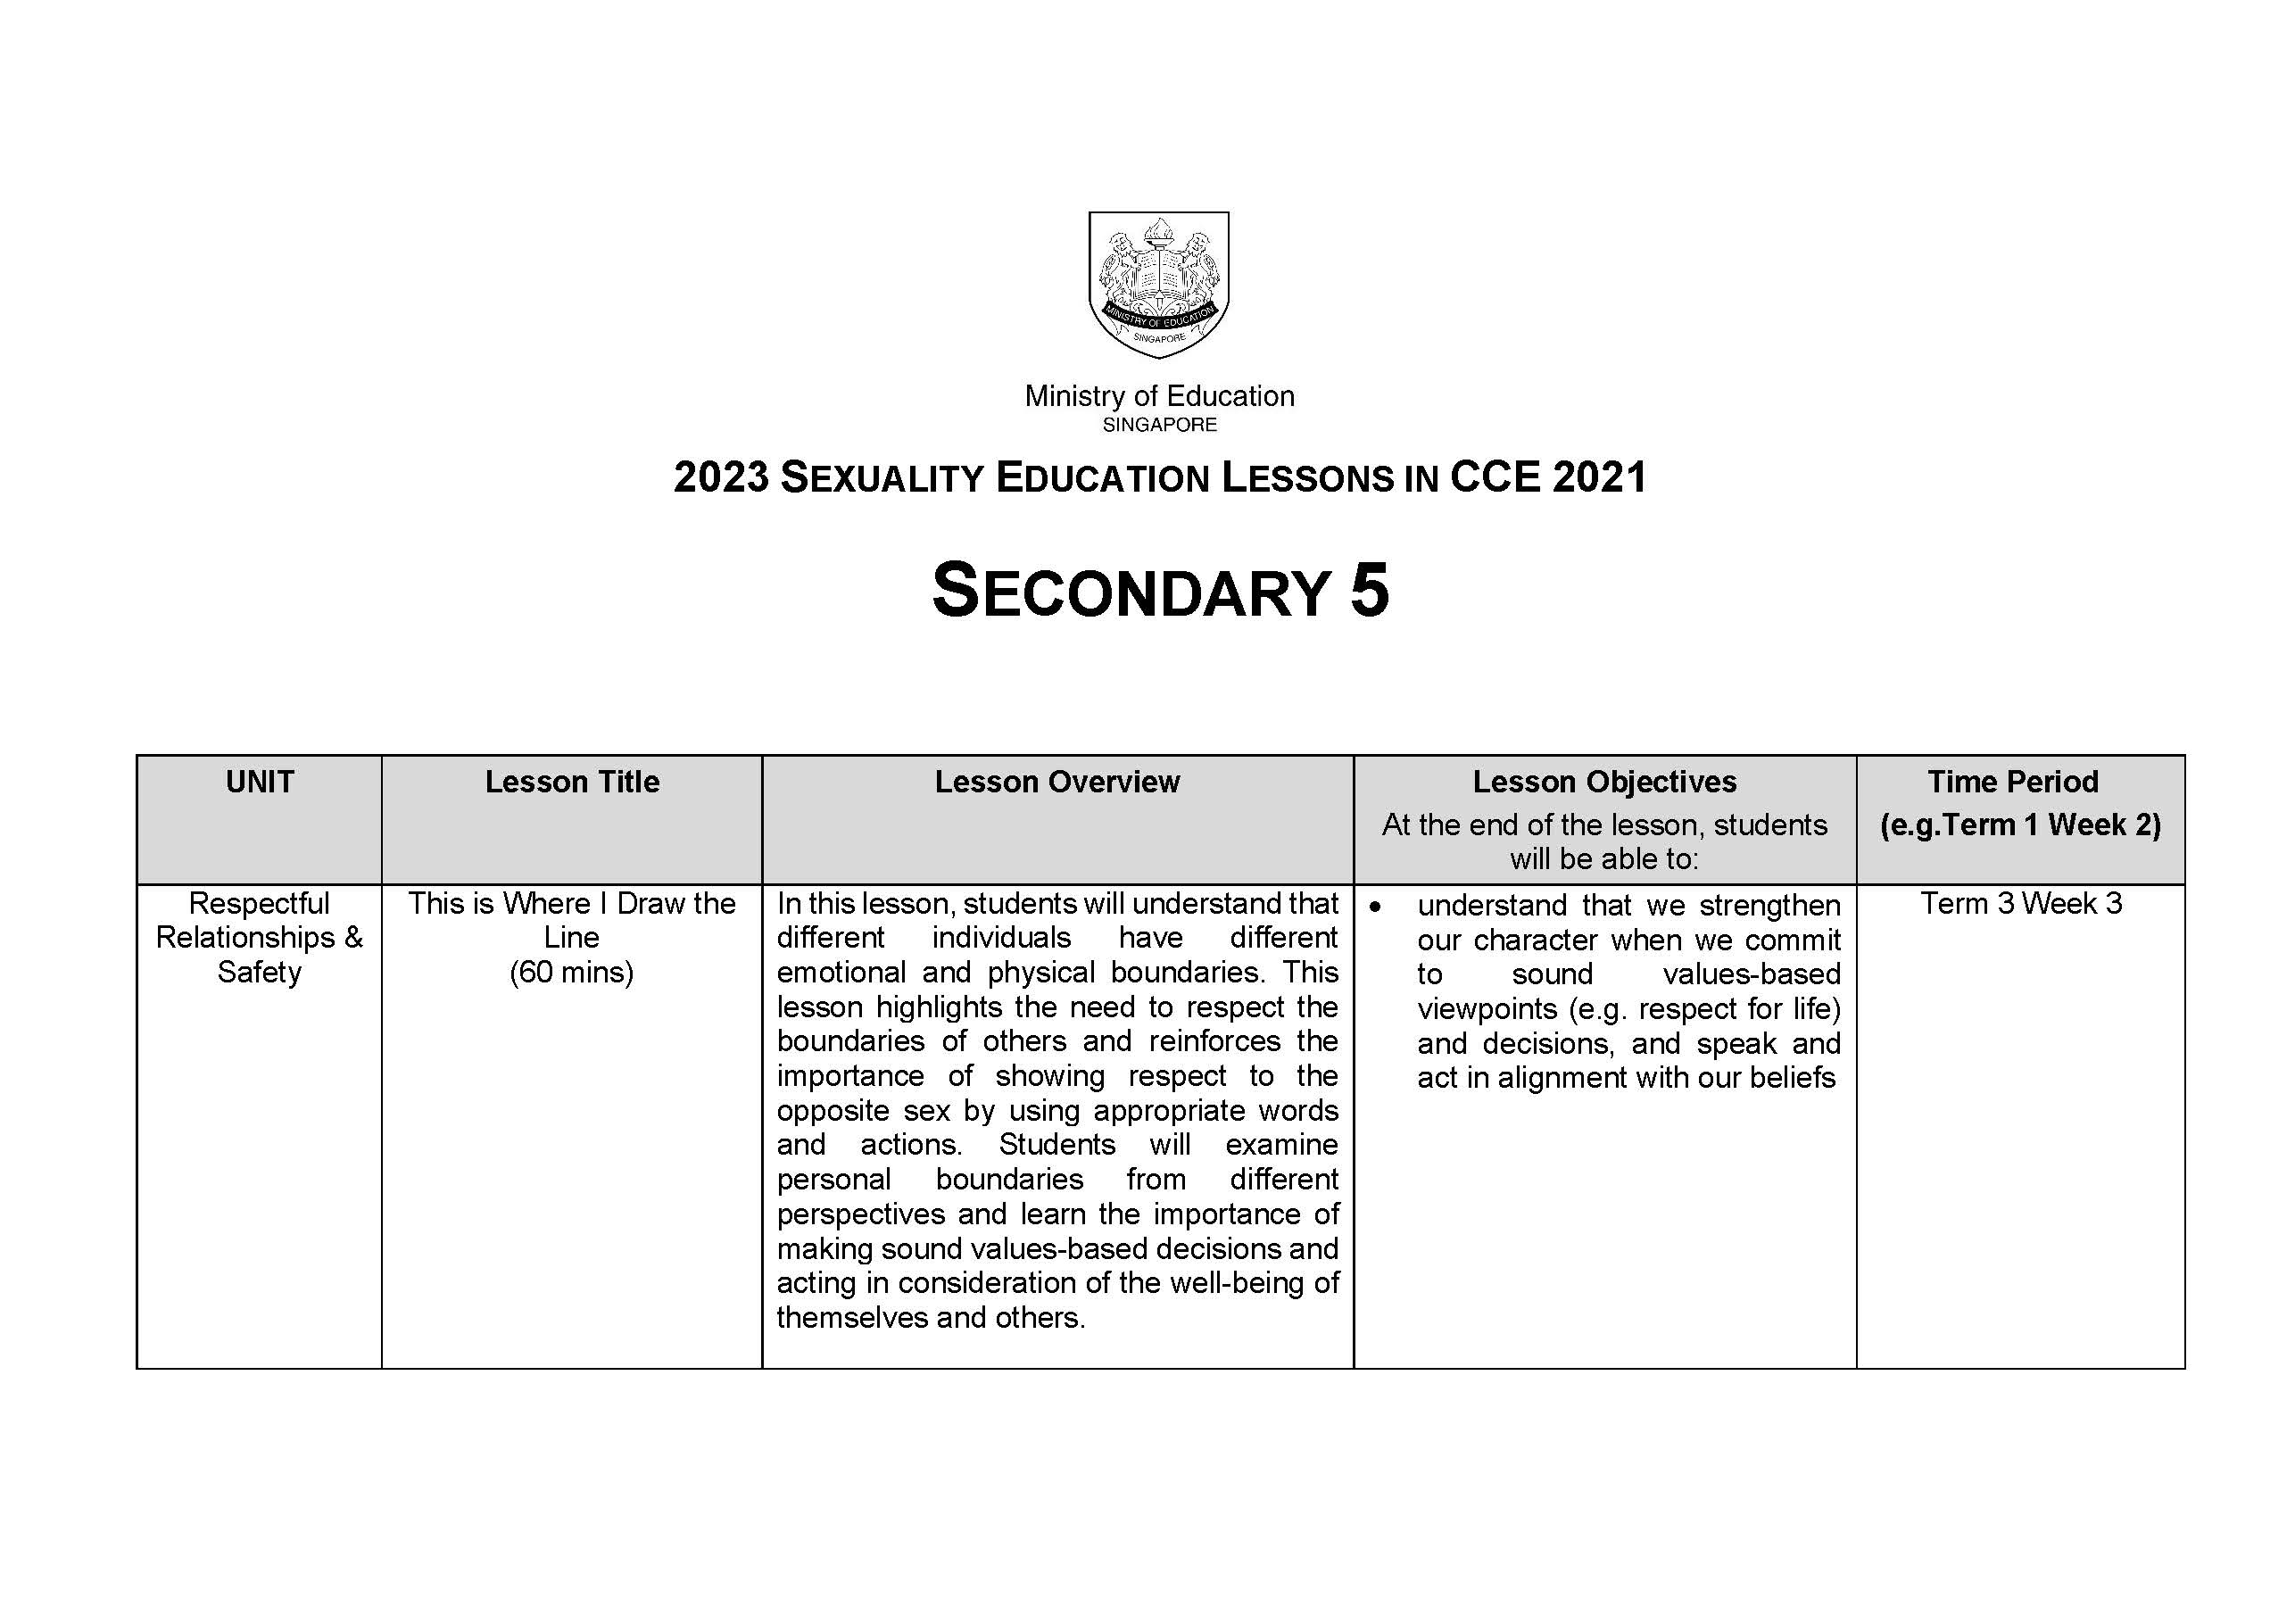 MINISTRY OF EDUCATION
SINGAPORE
Ministry of Education
SINGAPORE
2023 SEXUALITY EDUCATION LESSONS IN CCE 2021
SECONDARY 5
UNIT
Lesson Title
Lesson Overview
Lesson Objectives
At the end of the lesson, students
will be able to:
Time Period
(e.g.Term 1 Week 2)
Respectful
Relationships &
Safety
This is Where I Draw the
Line
(60 mins)
In this lesson, students will understand that
different individuals have different
emotional and physical boundaries. This
lesson highlights the need to respect the
boundaries of others and reinforces the
importance of showing respect to the
opposite sex by using appropriate words
and actions. Students will examine
personal boundaries from different
perspectives and learn the importance of
making sound values-based decisions and
acting in consideration of the well-being of
themselves and others.
• understand that we strengthen
our character when we commit
to sound values-based
viewpoints (e.g. respect for life)
and decisions, and speak and
act in alignment with our beliefs
Term 3 Week 3